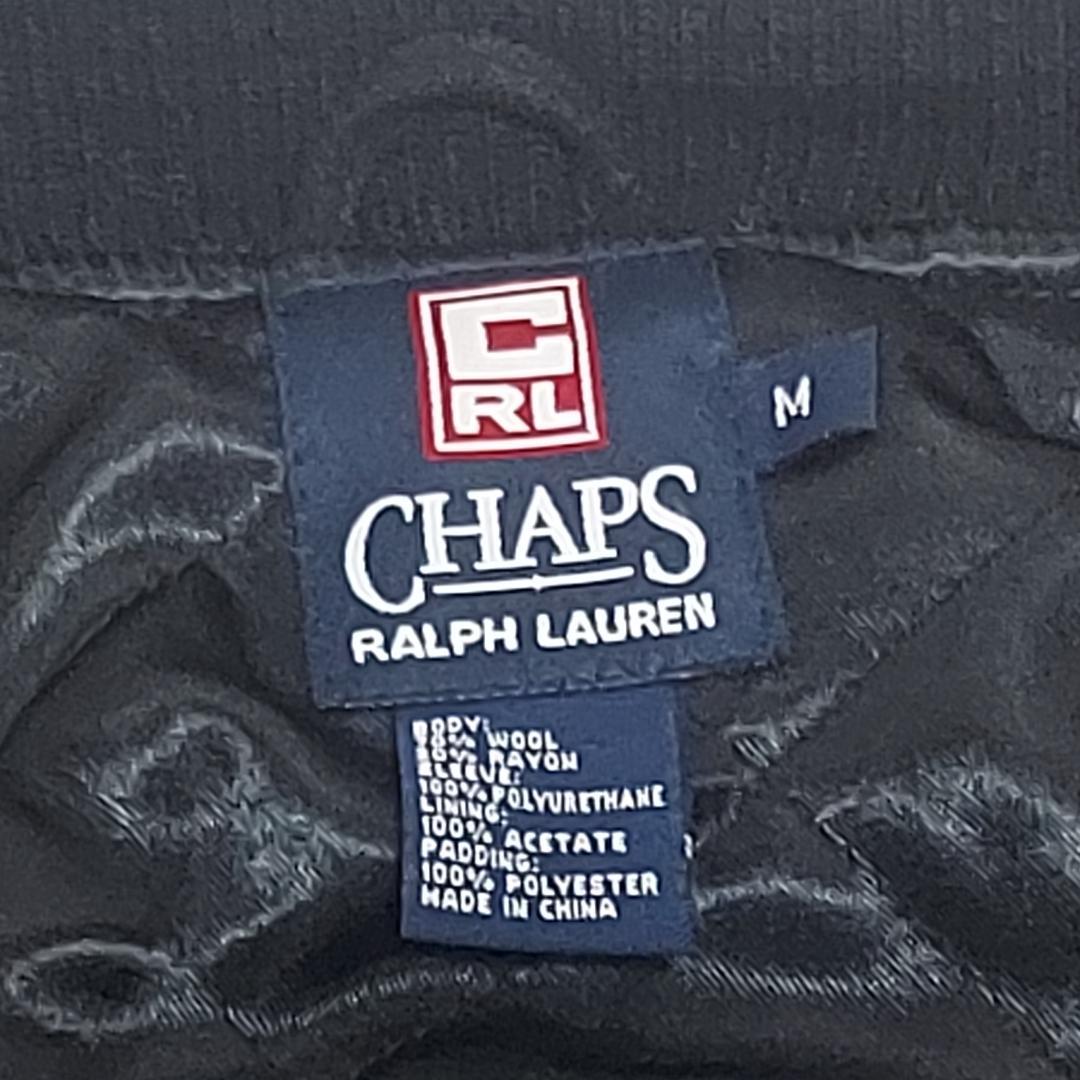 C
RL
CHAPS
RALPH LAUREN
M
BODY:
WOOL
RAYON
SLEEVE:
100% POLYURETHANE
LINING:
100% ACETATE
PADDING:
100% POLYESTER
MADE IN CHINA